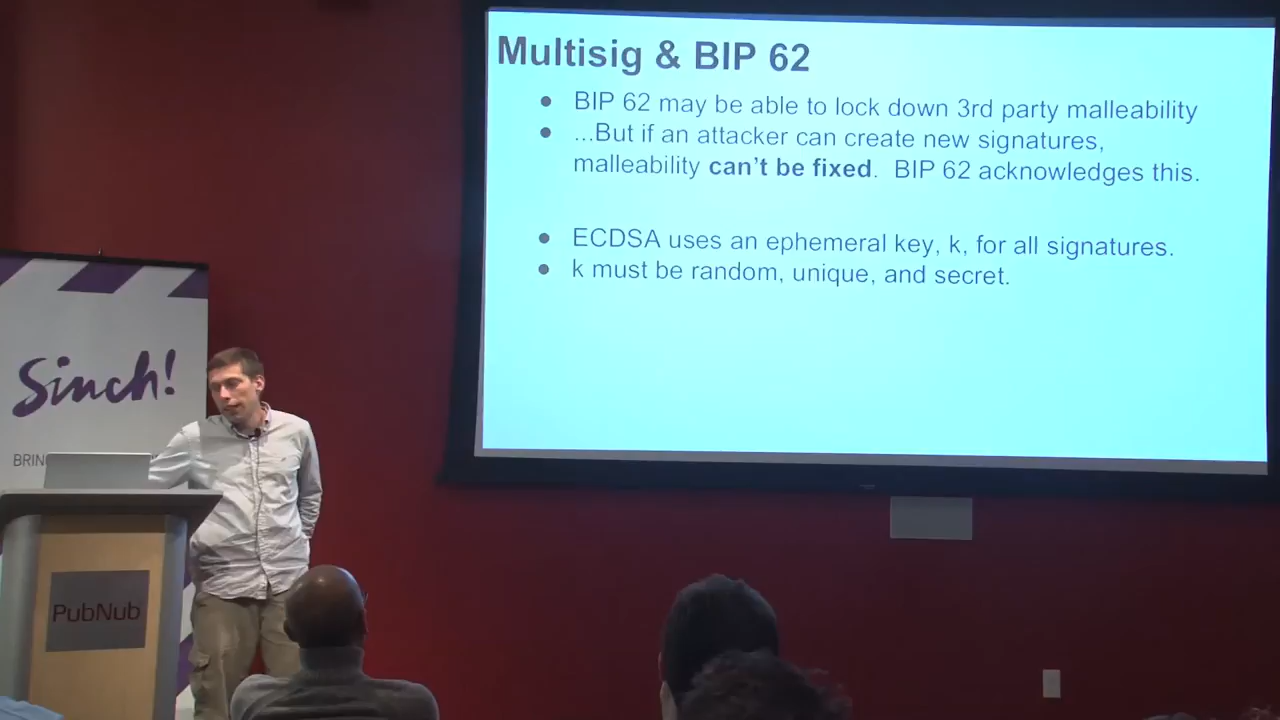 Multisig & BIP 62
● BIP 62 may be able to lock down 3rd party malleability
● ...But if an attacker can create new signatures,
malleability can't be fixed. BIP 62 acknowledges this.
● ECDSA uses an ephemeral key, k, for all signatures.
● k must be random, unique, and secret.
Sinch!
BRING
PubNub